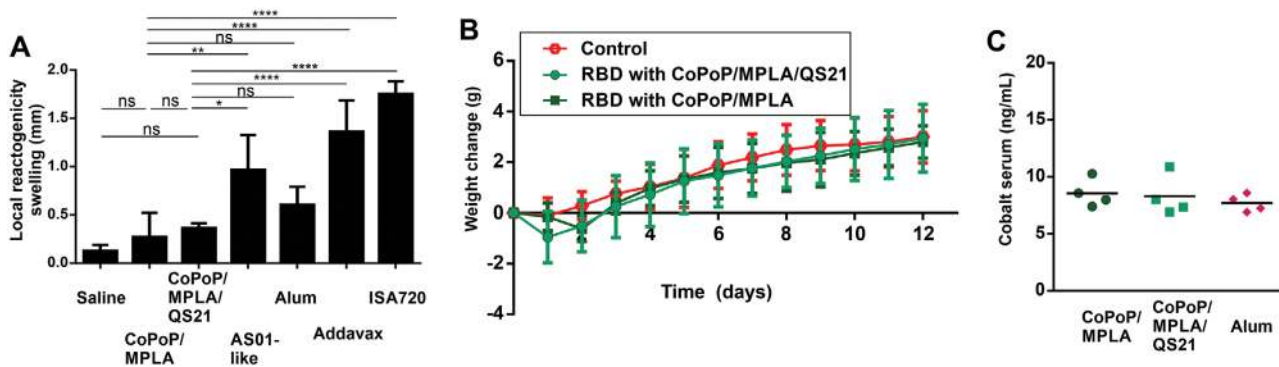 A
****
****
ns
**
****
****
ns
*
ns
ns
ns
Local reactogenicity
swelling (mm)
2.0
1.5
1.0
0.5
0.0
Saline
CoPoP/
MPLA
CoPoP/
MPLA/
QS21
AS01-
like
Alum
Addavax
ISA720
B
Control
RBD with CoPoP/MPLA/QS21
RBD with CoPoP/MPLA
Weight change (g)
6
4
2
0
-2
-4
4
6
8
10
12
Time (days)
C
Cobalt serum (ng/mL)
20
15
10
5
0
CoPoP/
MPLA
CoPoP/
MPLA/
QS21
Alum